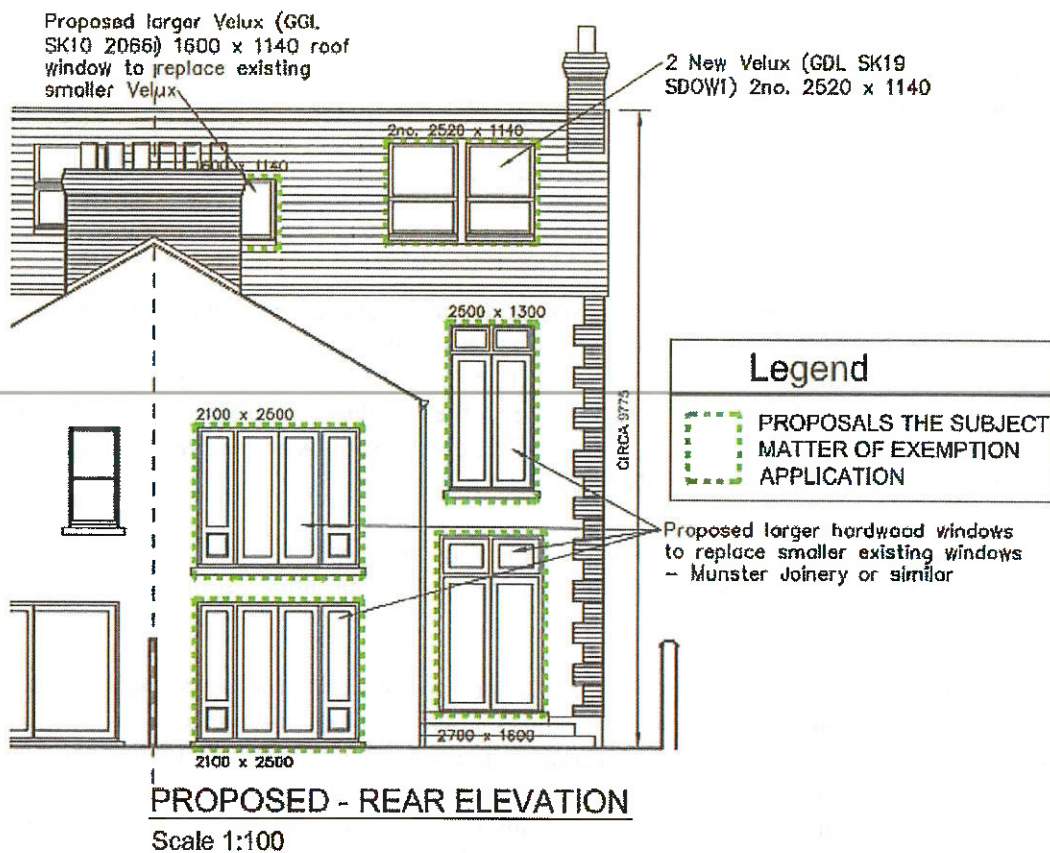 Proposed larger Velux (GGL
SK10 2066) 1600 x 1140 roof
window to replace existing
smaller Velux
2 New Velux (GDL SK19
SDOW1) 2no. 2520 x 1140
2no. 2520 x 1140
1600 x 1140
2500 x 1300
Legend
PROPOSALS THE SUBJECT
MATTER OF EXEMPTION
APPLICATION
CIRCA 9775
2100 x 2500
Proposed larger hardwood windows
to replace smaller existing windows
– Munster Joinery or similar
2700 x 1600
2100 x 2500
PROPOSED - REAR ELEVATION
Scale 1:100